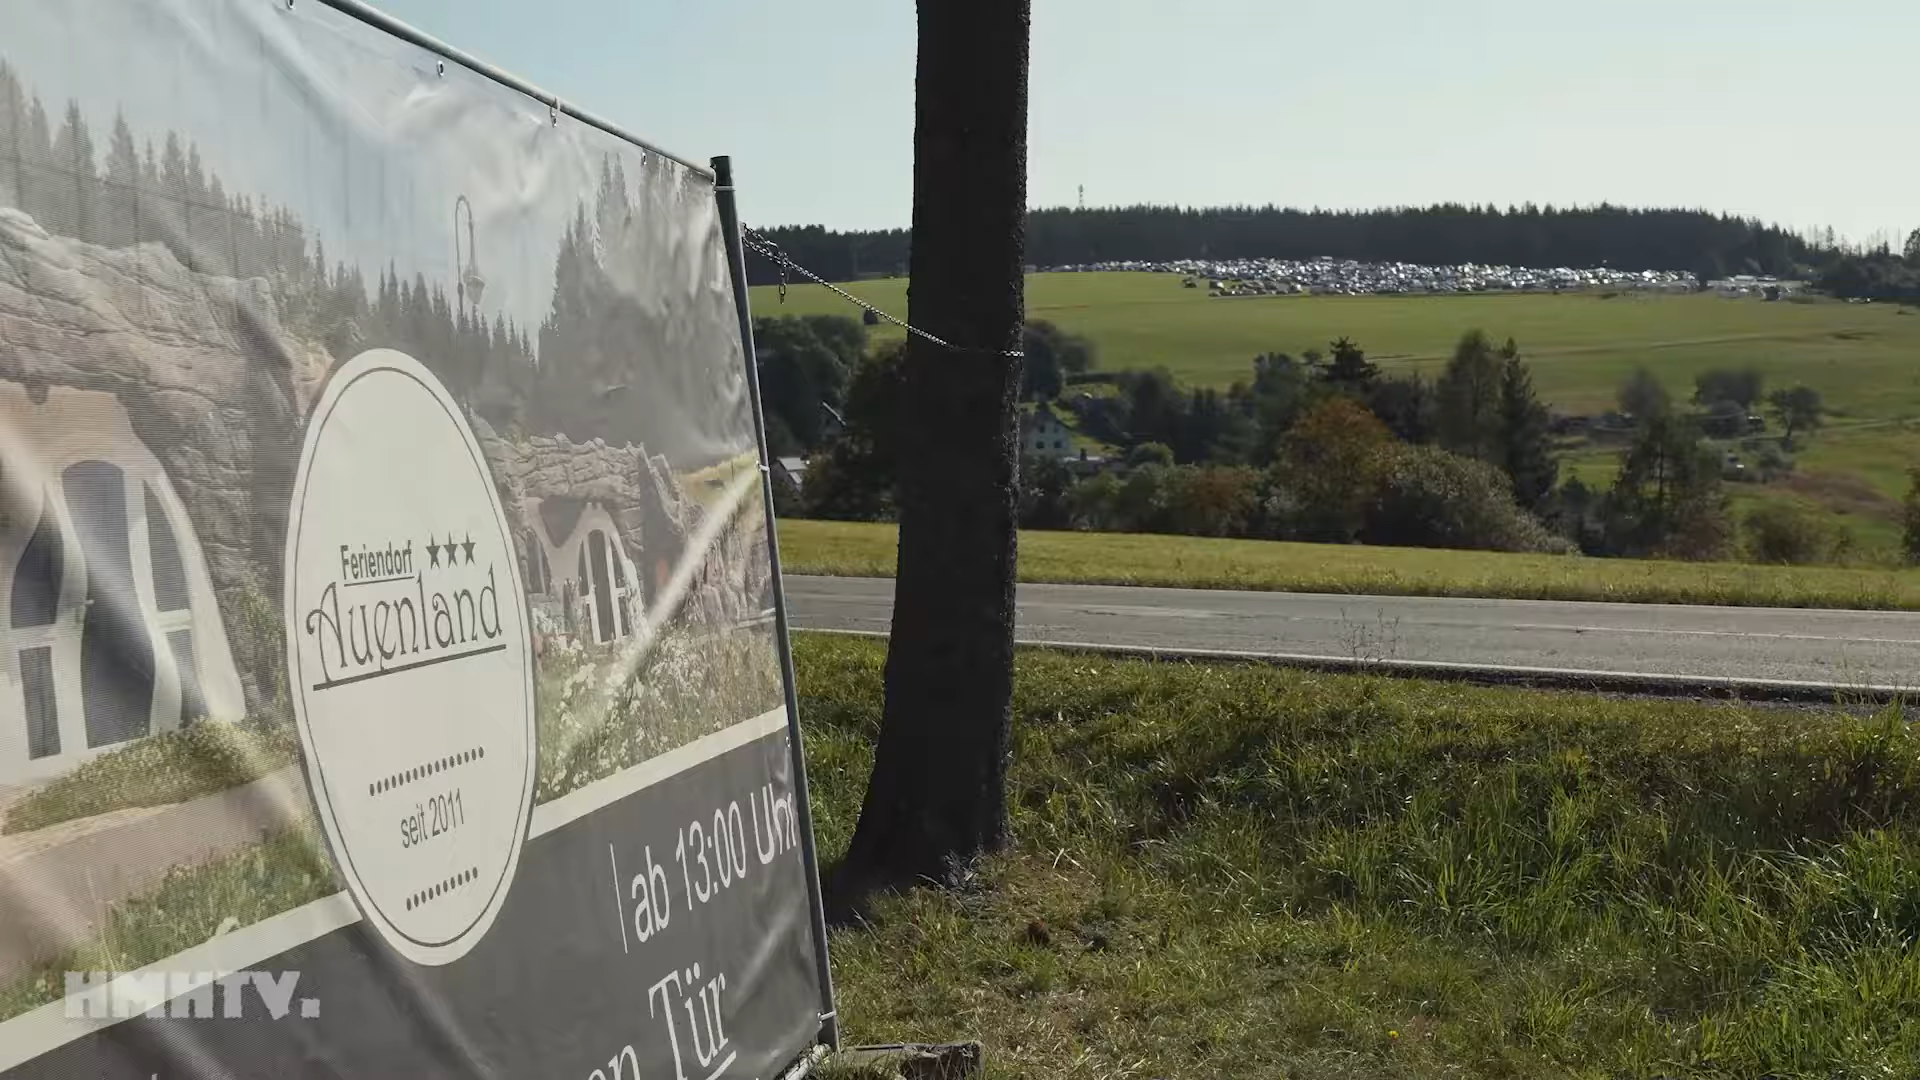 Feriendorf
Auenland
seit 2011
ab 13:00 Uhr
Tür
HMHTV.